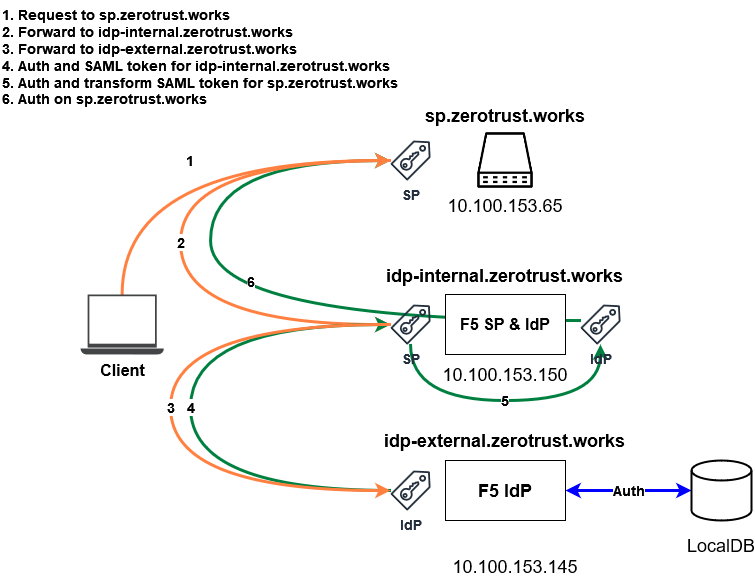 1. Request to sp.zerotrust.works
2. Forward to idp-internal.zerotrust.works
3. Forward to idp-external.zerotrust.works
4. Auth and SAML token for idp-internal.zerotrust.works
5. Auth and transform SAML token for sp.zerotrust.works
6. Auth on sp.zerotrust.works
sp.zerotrust.works
1
SP
10.100.153.65
2
6
idp-internal.zerotrust.works
F5 SP & IdP
SP
IdP
Client
10.100.153.150
5
3
4
idp-external.zerotrust.works
F5 IdP
Auth
IdP
LocalDB
10.100.153.145